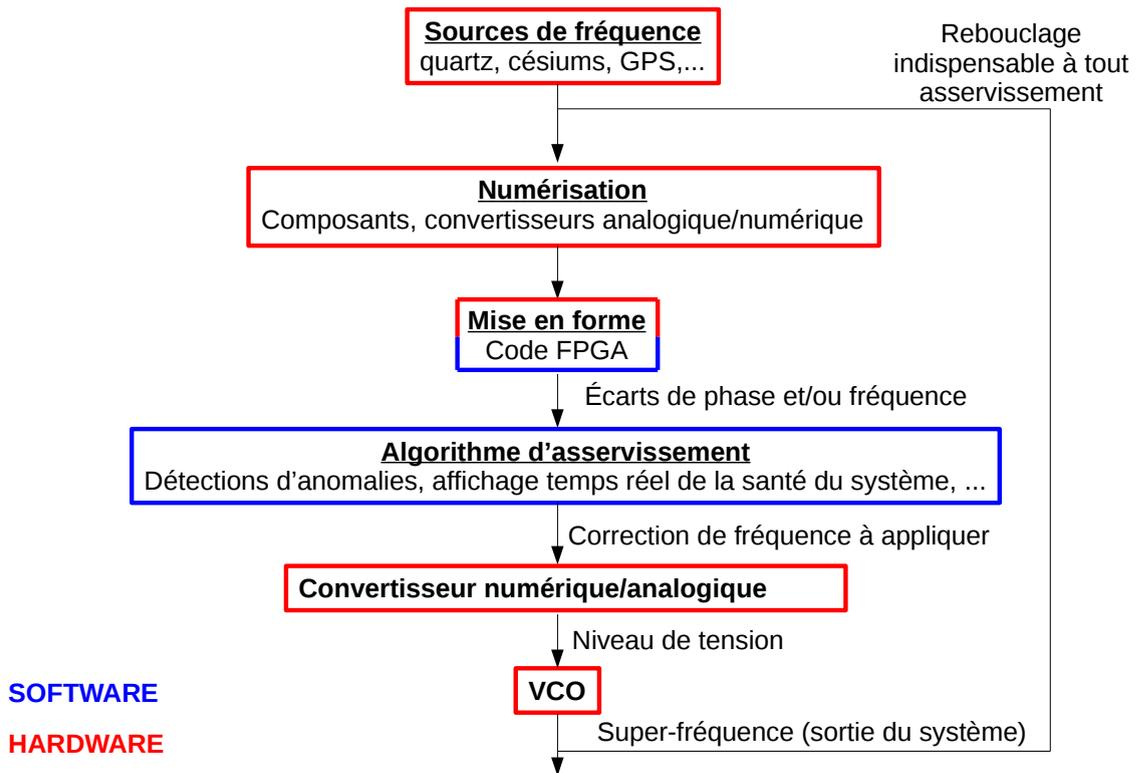 Sources de fréquence
quartz, césiums, GPS,...
Rebouclage
indispensable à tout
asservissement
Numérisation
Composants, convertisseurs analogique/numérique
Mise en forme
Code FPGA
Écarts de phase et/ou fréquence
Algorithme d’asservissement
Détections d’anomalies, affichage temps réel de la santé du système, ...
Correction de fréquence à appliquer
Convertisseur numérique/analogique
Niveau de tension
VCO
SOFTWARE
Super-fréquence (sortie du système)
HARDWARE